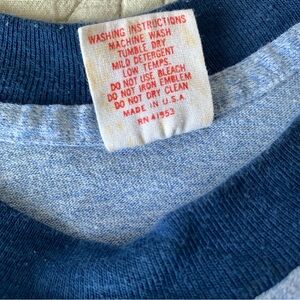 WASHING INSTRUCTIONS
MACHINE WASH
TUMBLE DRY
MILD DETERGENT
LOW TEMPS.
DO NOT USE BLEACH
DO NOT IRON EMBLEM
DO NOT DRY CLEAN
MADE IN U.S.A.
RN 41953